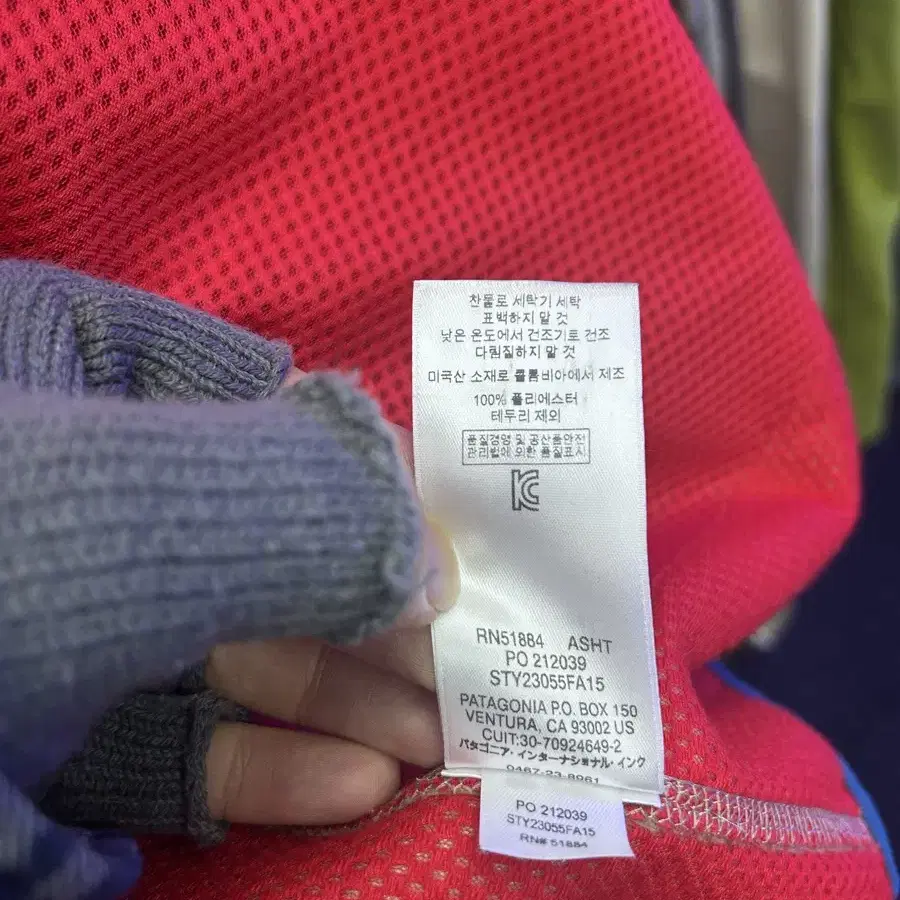 찬물로 세탁기 세탁
표백하지 말 것
낮은 온도에서 건조기로 건조
다림질하지 말 것
미국산 소재로 콜롬비아에서 제조
100% 폴리에스터
테두리 제외
품질경영 및 공산품안전
관리법에 의한 품질표시
KC
RN51884 ASHT
PO 212039
STY23055FA15
PATAGONIA P.O. BOX 150
VENTURA, CA 93002 US
CUIT:30-70924649-2
パタゴニア・インターナショナル・インク
0467-23-8961
PO 212039
STY23055FA15
RN# 51884